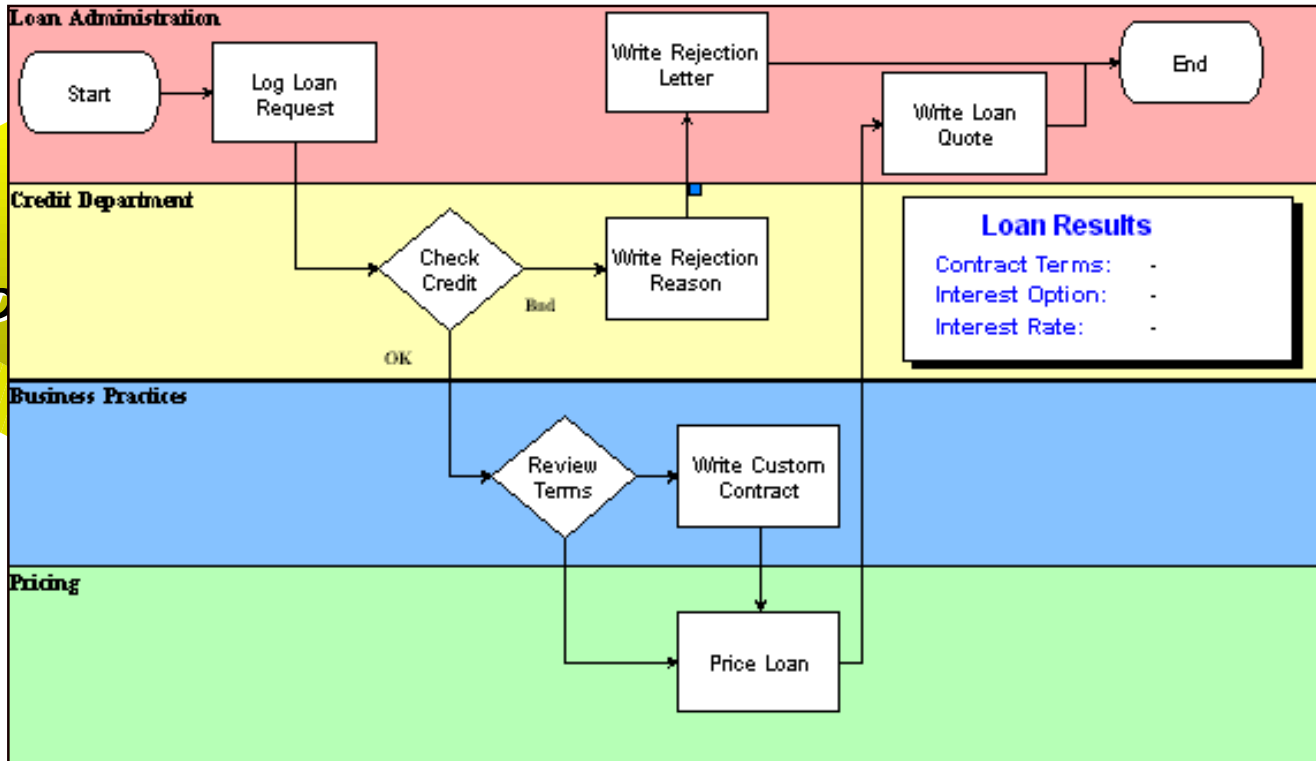 Loan Administration
Start
Log Loan
Request
Write Rejection
Letter
Write Loan
Quote
End
Credit Department
Check
Credit
Bad
OK
Write Rejection
Reason
Loan Results
Contract Terms: -
Interest Option: -
Interest Rate: -
Business Practices
Review
Terms
Write Custom
Contract
Pricing
Price Loan